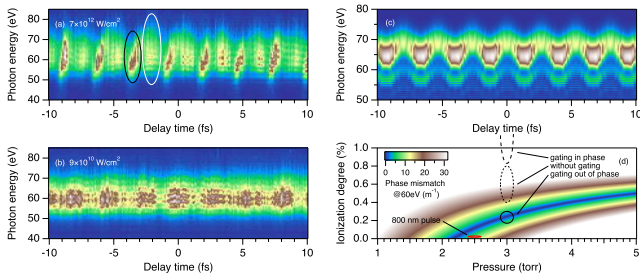 (a) 7×10¹² W/cm²
Photon energy (eV)
80
70
60
50
40
-10 -5 0 5 10
Delay time (fs)
(b) 9×10¹⁰ W/cm²
Photon energy (eV)
80
70
60
50
40
-10 -5 0 5 10
Delay time (fs)
(c)
Photon energy (eV)
80
70
60
50
40
-10 -5 0 5 10
Delay time (fs)
(d)
Ionization degree (%)
1.0
0.8
0.6
0.4
0.2
0.0
0 10 20 30
Phase mismatch
@60eV (m⁻¹)
gating in phase
without gating
gating out of phase
800 nm pulse
1 2 3 4 5
Pressure (torr)